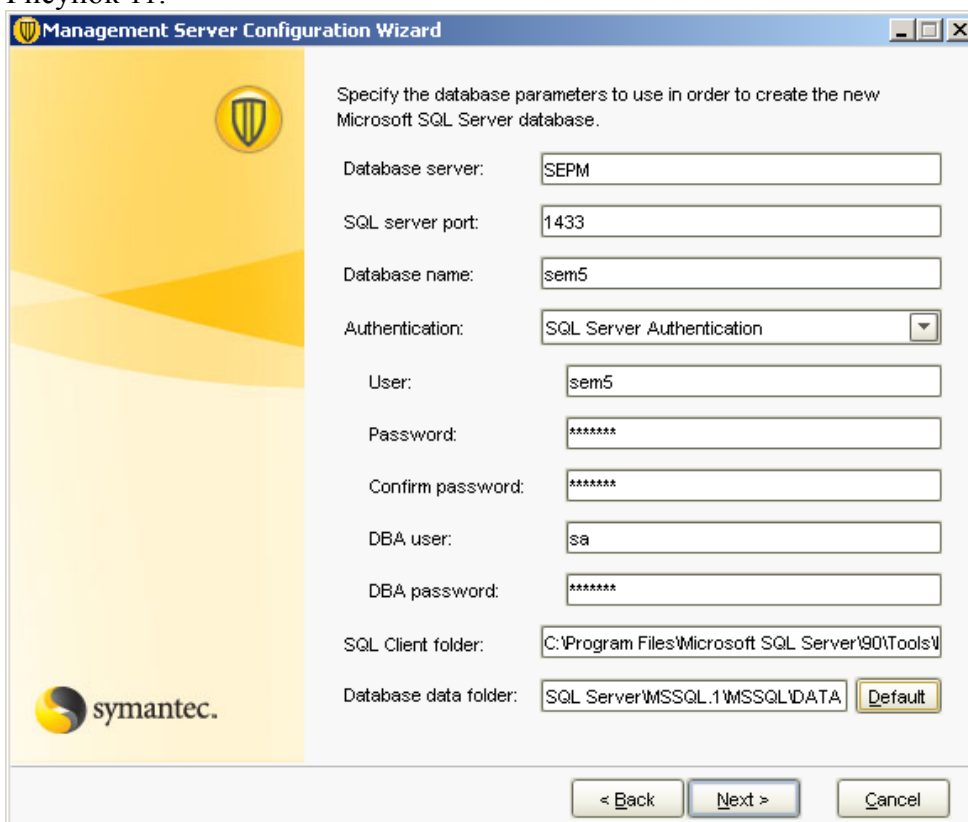 Рисунок 11.
Management Server Configuration Wizard
Specify the database parameters to use in order to create the new
Microsoft SQL Server database.
Database server: SEPM
SQL server port: 1433
Database name: sem5
Authentication: SQL Server Authentication
User: sem5
Password: *******
Confirm password: *******
DBA user: sa
DBA password: *******
SQL Client folder: C:\Program Files\Microsoft SQL Server\90\Tools\
Database data folder: SQL Server\MSSQL.1\MSSQL\DATA Default
symantec.
< Back Next > Cancel